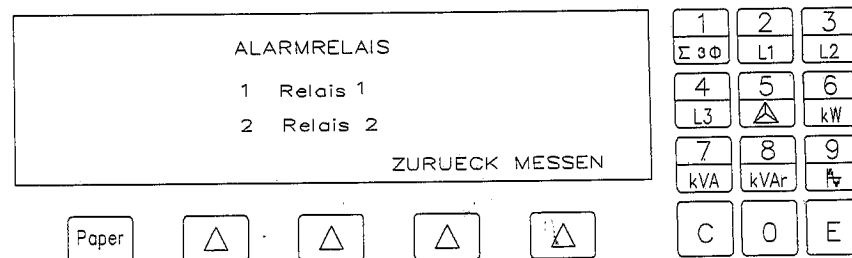 ALARMRELAIS
1 Relais 1
2 Relais 2
ZURUECK MESSEN
Paper
1 2 3
Σ 3Φ L1 L2
4 5 6
L3 kW
7 8 9
kVA kVAr
C O E